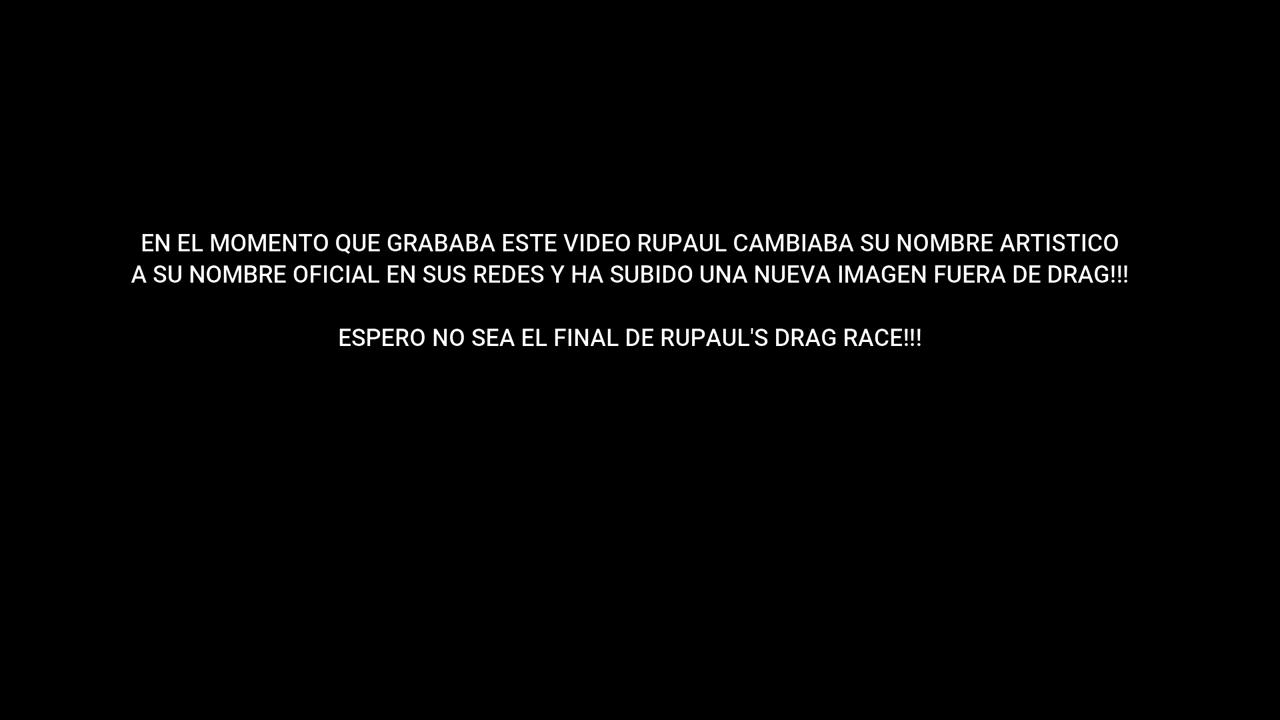 EN EL MOMENTO QUE GRABABA ESTE VIDEO RUPAUL CAMBIABA SU NOMBRE ARTISTICO
A SU NOMBRE OFICIAL EN SUS REDES Y HA SUBIDO UNA NUEVA IMAGEN FUERA DE DRAG!!!
ESPERO NO SEA EL FINAL DE RUPAUL'S DRAG RACE!!!